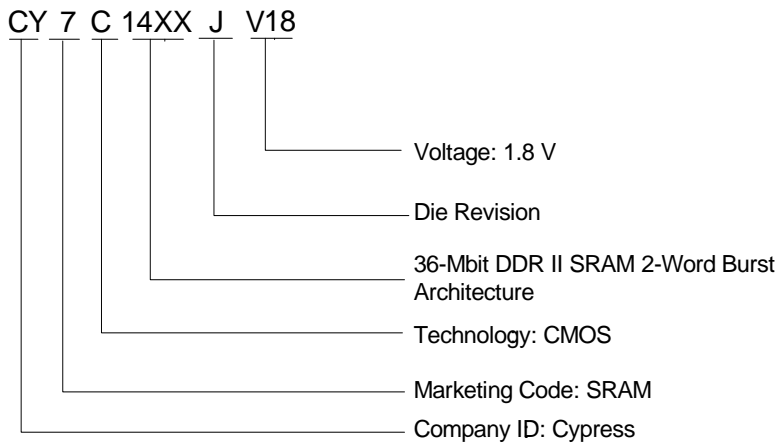 CY 7 C 14XX J V18
Voltage: 1.8 V
Die Revision
36-Mbit DDR II SRAM 2-Word Burst
Architecture
Technology: CMOS
Marketing Code: SRAM
Company ID: Cypress